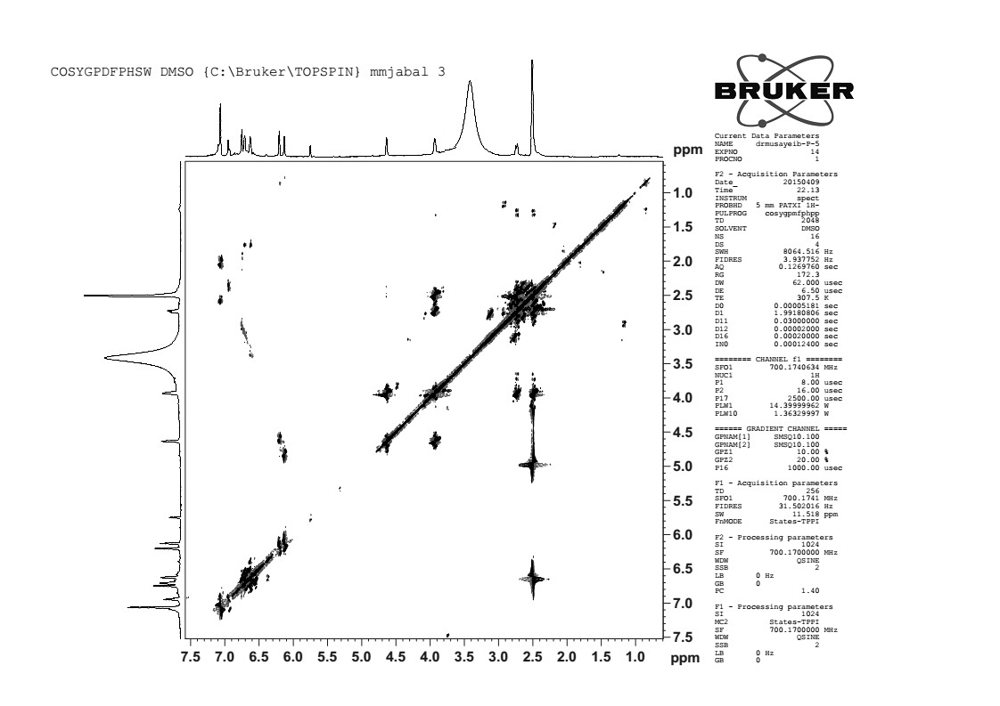 COSYGPDFPHSW DMSO {C:\Bruker\TOPSPIN} mmjabal 3
BRUKER
ppm
1.0
1.5
2.0
2.5
3.0
3.5
4.0
4.5
5.0
5.5
6.0
6.5
7.0
7.5
7.5 7.0 6.5 6.0 5.5 5.0 4.5 4.0 3.5 3.0 2.5 2.0 1.5 1.0 ppm
Current Data Parameters
NAME drmusayeib-P-5
EXPNO 14
PROCNO 1
F2 - Acquisition Parameters
Date_ 20150409
Time 22.13
INSTRUM spect
PROBHD 5 mm PATXI 1H-
PULPROG cosygpmfphpp
TD 2048
SOLVENT DMSO
NS 16
DS 4
SWH 8064.516 Hz
FIDRES 3.937752 Hz
AQ 0.1269760 sec
RG 172.3
DW 62.000 usec
DE 6.50 usec
TE 307.5 K
D0 0.00005181 sec
D1 1.99180806 sec
D11 0.03000000 sec
D12 0.00002000 sec
D16 0.00020000 sec
IN0 0.00012400 sec
======== CHANNEL f1 ========
SFO1 700.1740634 MHz
NUC1 1H
P1 8.00 usec
P2 16.00 usec
P17 2500.00 usec
PLW1 14.39999962 W
PLW10 1.36329997 W
====== GRADIENT CHANNEL =====
GPNAM[1] SMSQ10.100
GPNAM[2] SMSQ10.100
GPZ1 10.00 %
GPZ2 20.00 %
P16 1000.00 usec
F1 - Acquisition parameters
TD 256
SFO1 700.1741 MHz
FIDRES 31.502016 Hz
SW 11.518 ppm
FnMODE States-TPPI
F2 - Processing parameters
SI 1024
SF 700.1700000 MHz
WDW QSINE
SSB 2
LB 0 Hz
GB 0
PC 1.40
F1 - Processing parameters
SI 1024
MC2 States-TPPI
SF 700.1700000 MHz
WDW QSINE
SSB 2
LB 0 Hz
GB 0